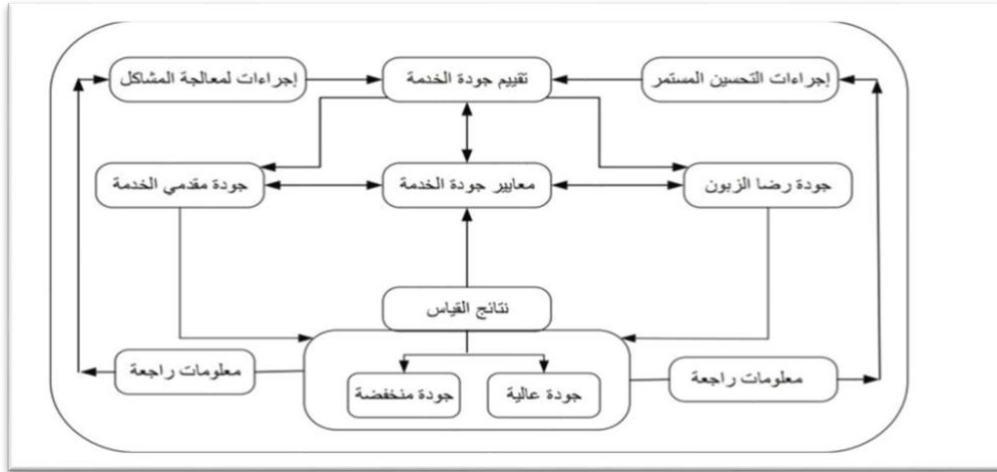 إجراءات التحسين المستمر
تقييم جودة الخدمة
إجراءات لمعالجة المشاكل
جودة رضا الزبون
معايير جودة الخدمة
جودة مقدمي الخدمة
نتائج القياس
معلومات راجعة
جودة عالية
جودة منخفضة
معلومات راجعة